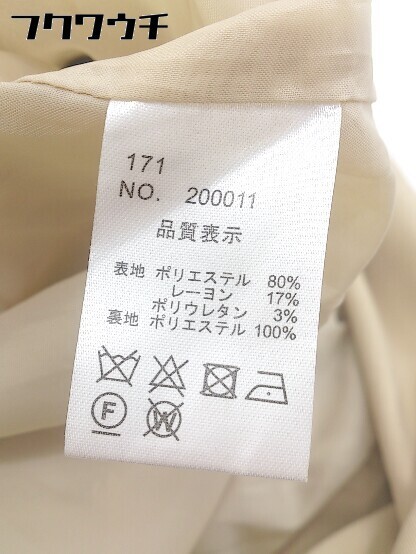 フクワウチ
171
NO. 200011
品質表示
表地 ポリエステル 80%
レーヨン 17%
ポリウレタン 3%
裏地 ポリエステル 100%
F W